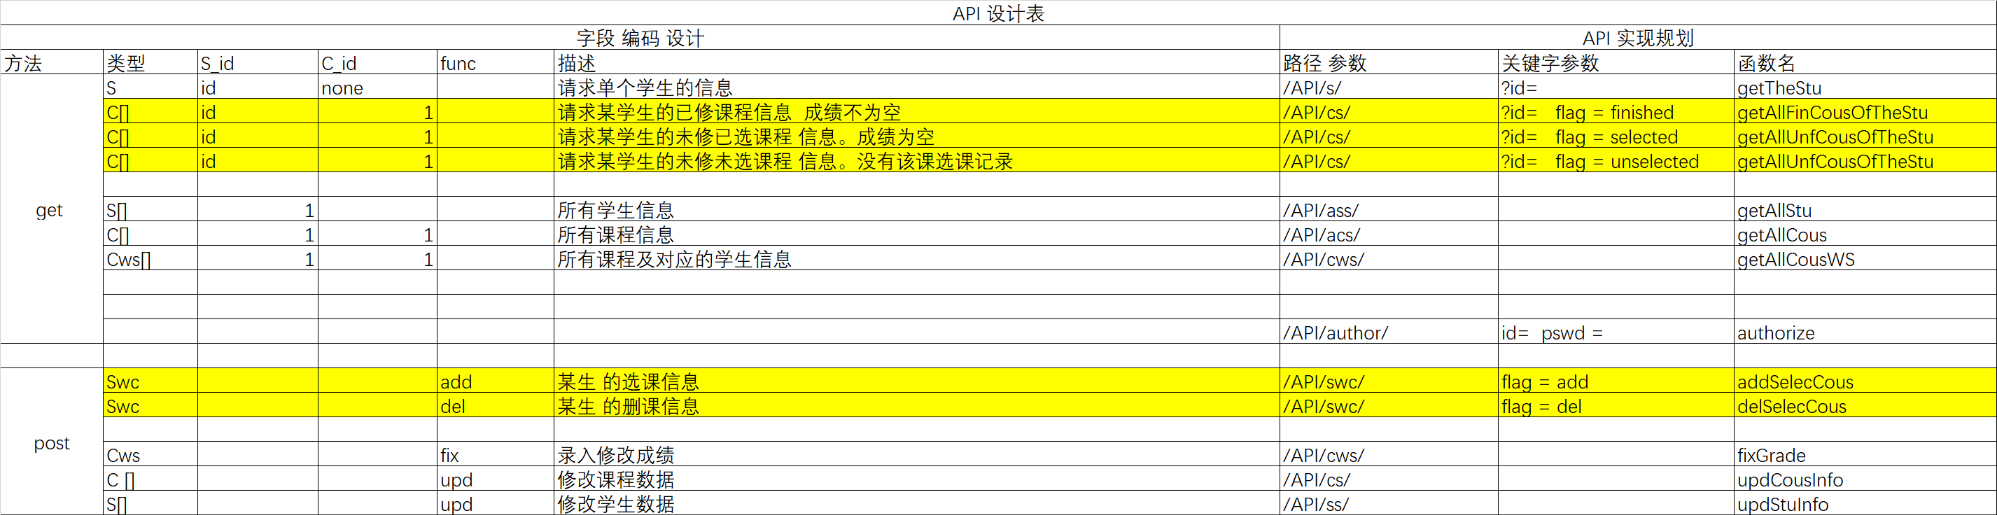 API 设计表
字段 编码 设计 API 实现规划
方法 类型 S_id C_id func 描述 路径 参数 关键字参数 函数名
S id none 请求单个学生的信息 /API/s/ ?id= getTheStu
C[] id 1 请求某学生的已修课程信息 成绩不为空 /API/cs/ ?id= flag = finished getAllFinCousOfTheStu
C[] id 1 请求某学生的未修已选课程 信息。成绩为空 /API/cs/ ?id= flag = selected getAllUnfCousOfTheStu
C[] id 1 请求某学生的未修未选课程 信息。没有该课选课记录 /API/cs/ ?id= flag = unselected getAllUnfCousOfTheStu
get S[] 1 所有学生信息 /API/ass/ getAllStu
C[] 1 1 所有课程信息 /API/acs/ getAllCous
Cws[] 1 1 所有课程及对应的学生信息 /API/cws/ getAllCousWS
/API/author/ id= pswd = authorize
Swc add 某生 的选课信息 /API/swc/ flag = add addSelecCous
Swc del 某生 的删课信息 /API/swc/ flag = del delSelecCous
post
Cws fix 录入修改成绩 /API/cws/ fixGrade
C [] upd 修改课程数据 /API/cs/ updCousInfo
S[] upd 修改学生数据 /API/ss/ updStuInfo